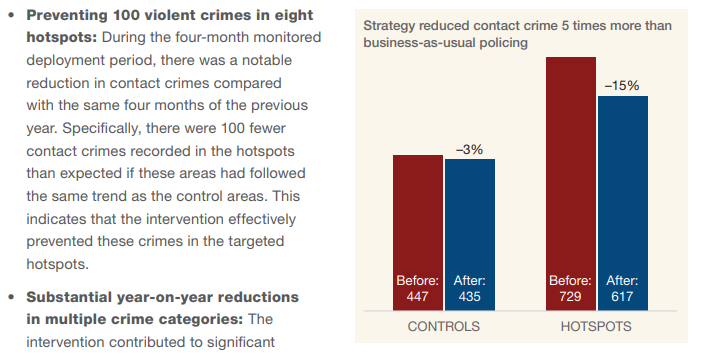 • Preventing 100 violent crimes in eight
hotspots: During the four-month monitored
deployment period, there was a notable
reduction in contact crimes compared
with the same four months of the previous
year. Specifically, there were 100 fewer
contact crimes recorded in the hotspots
than expected if these areas had followed
the same trend as the control areas. This
indicates that the intervention effectively
prevented these crimes in the targeted
hotspots.
• Substantial year-on-year reductions
in multiple crime categories: The
intervention contributed to significant
Strategy reduced contact crime 5 times more than
business-as-usual policing
–3%
–15%
Before: After: Before: After:
447 435 729 617
CONTROLS HOTSPOTS